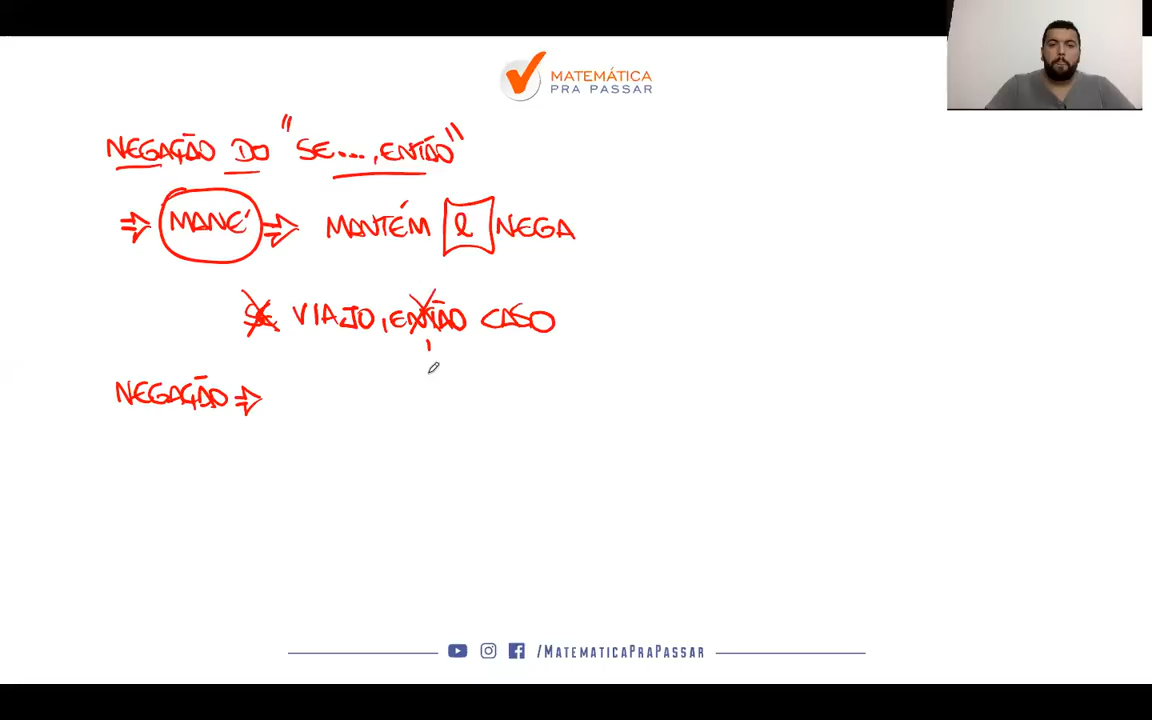 MATEMÁTICA
PRA PASSAR
NEGAÇÃO DO "SE...,ENTÃO"
⇒ MANÉ ⇒ MANTÉM e NEGA
SE VIAJO, ENTÃO CASO
NEGAÇÃO ⇒
/MATEMATICAPRAPASSAR